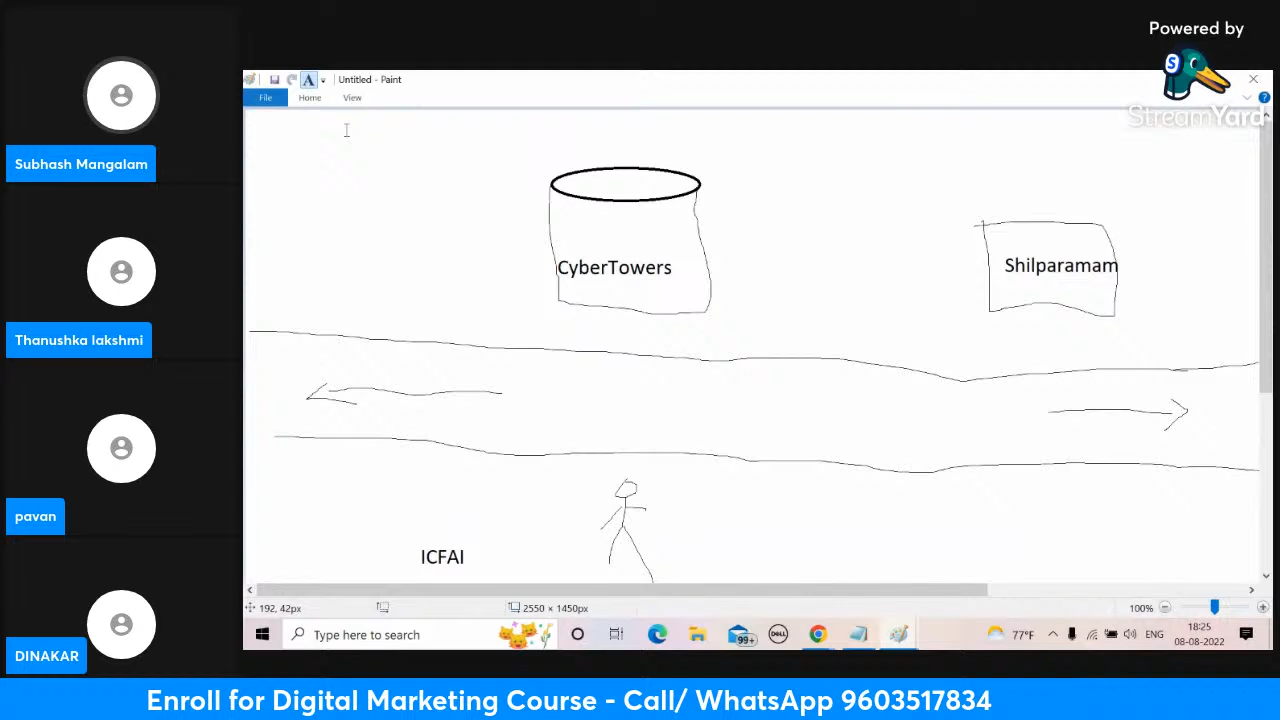 Powered by
StreamYard
Subhash Mangalam
Thanushka lakshmi
pavan
DINAKAR
Untitled - Paint
File
Home
View
CyberTowers
Shilparamam
ICFAI
192, 42px
2550 × 1450px
100%
Type here to search
99+
DELL
77°F
ENG
18:25
08-08-2022
Enroll for Digital Marketing Course - Call/ WhatsApp 9603517834